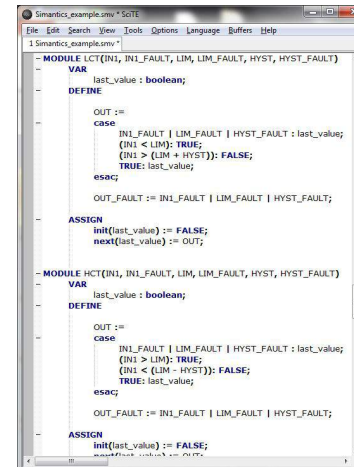 Simantics_example.smv * SciTE
File Edit Search View Tools Options Language Buffers Help
1 Simantics_example.smv *
MODULE LCT(IN1, IN1_FAULT, LIM, LIM_FAULT, HYST, HYST_FAULT)
VAR
last_value : boolean;
DEFINE
OUT :=
case
IN1_FAULT | LIM_FAULT | HYST_FAULT : last_value;
(IN1 < LIM): TRUE;
(IN1 > (LIM + HYST)): FALSE;
TRUE: last_value;
esac;
OUT_FAULT := IN1_FAULT | LIM_FAULT | HYST_FAULT;
ASSIGN
init(last_value) := FALSE;
next(last_value) := OUT;
MODULE HCT(IN1, IN1_FAULT, LIM, LIM_FAULT, HYST, HYST_FAULT)
VAR
last_value : boolean;
DEFINE
OUT :=
case
IN1_FAULT | LIM_FAULT | HYST_FAULT : last_value;
(IN1 > LIM): TRUE;
(IN1 < (LIM - HYST)): FALSE;
TRUE: last_value;
esac;
OUT_FAULT := IN1_FAULT | LIM_FAULT | HYST_FAULT;
ASSIGN
init(last_value) := FALSE;
next(last_value) := OUT;